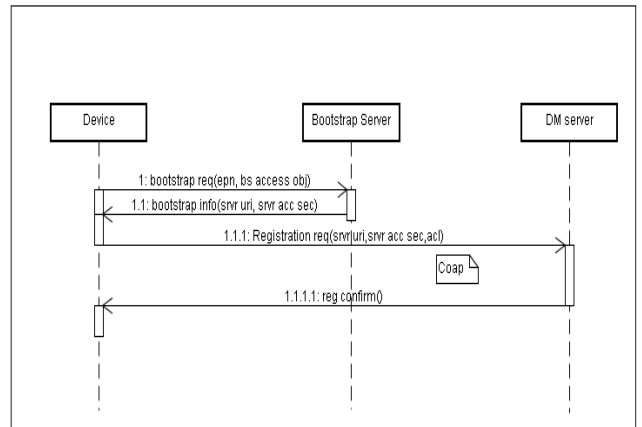 Device
Bootstrap Server
DM server
1: bootstrap req(epn, bs access obj)
1.1: bootstrap info(srvr uri, srvr acc sec)
1.1.1: Registration req(srvr uri,srvr acc sec,acl)
Coap
1.1.1.1: reg confirm()